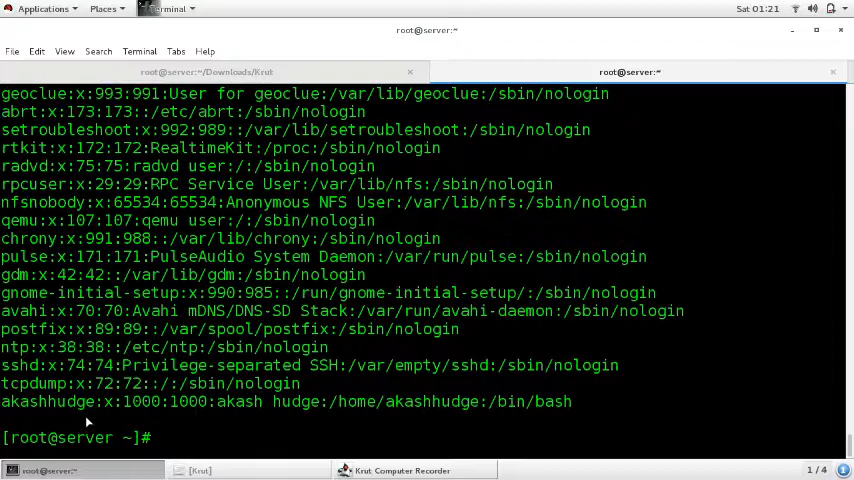 Applications Places Terminal Sat 01:21
root@server:~
File Edit View Search Terminal Tabs Help
root@server:~/Downloads/Krut × root@server:~ ×
geoclue:x:993:991:User for geoclue:/var/lib/geoclue:/sbin/nologin
abrt:x:173:173::/etc/abrt:/sbin/nologin
setroubleshoot:x:992:989::/var/lib/setroubleshoot:/sbin/nologin
rtkit:x:172:172:RealtimeKit:/proc:/sbin/nologin
radvd:x:75:75:radvd user:/:/sbin/nologin
rpcuser:x:29:29:RPC Service User:/var/lib/nfs:/sbin/nologin
nfsnobody:x:65534:65534:Anonymous NFS User:/var/lib/nfs:/sbin/nologin
qemu:x:107:107:qemu user:/:/sbin/nologin
chrony:x:991:988::/var/lib/chrony:/sbin/nologin
pulse:x:171:171:PulseAudio System Daemon:/var/run/pulse:/sbin/nologin
gdm:x:42:42::/var/lib/gdm:/sbin/nologin
gnome-initial-setup:x:990:985::/run/gnome-initial-setup/:/sbin/nologin
avahi:x:70:70:Avahi mDNS/DNS-SD Stack:/var/run/avahi-daemon:/sbin/nologin
postfix:x:89:89::/var/spool/postfix:/sbin/nologin
ntp:x:38:38::/etc/ntp:/sbin/nologin
sshd:x:74:74:Privilege-separated SSH:/var/empty/sshd:/sbin/nologin
tcpdump:x:72:72::/:/sbin/nologin
akashhudge:x:1000:1000:akash hudge:/home/akashhudge:/bin/bash
[root@server ~]#
root@server:~ [Krut] Krut Computer Recorder 1 / 4